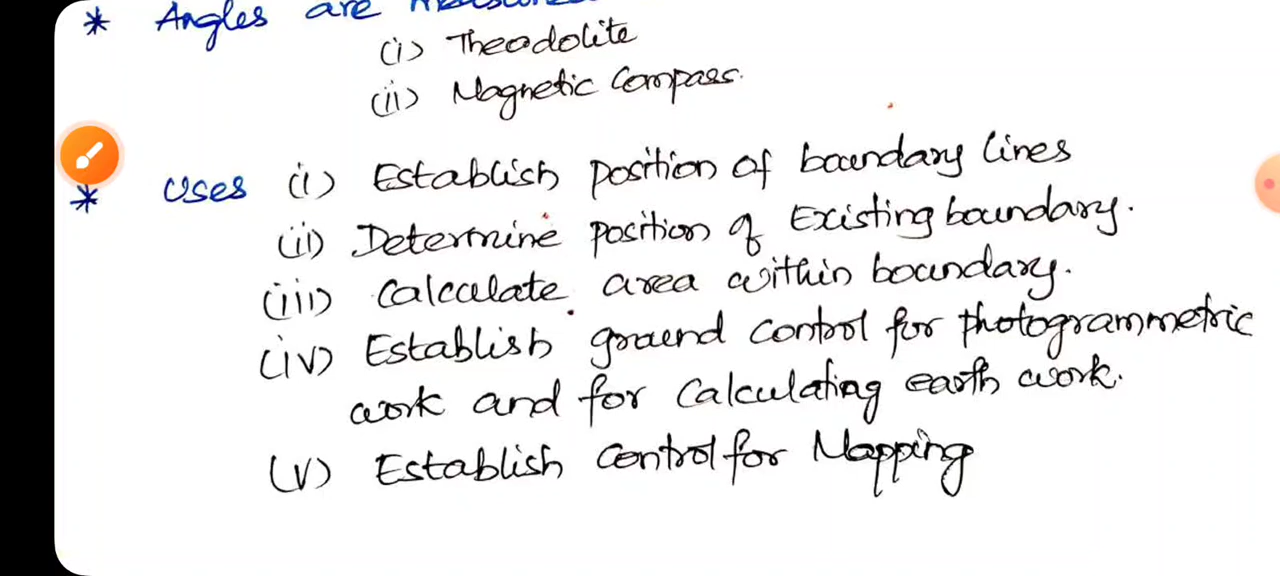 * Angles are Measured
(i) Theodolite
(ii) Magnetic Compass.
* Uses (i) Establish position of boundary lines
(ii) Determine position of Existing boundary.
(iii) Calculate area within boundary.
(iv) Establish ground control for photogrammetric
work and for Calculating earth work.
(v) Establish control for Mapping